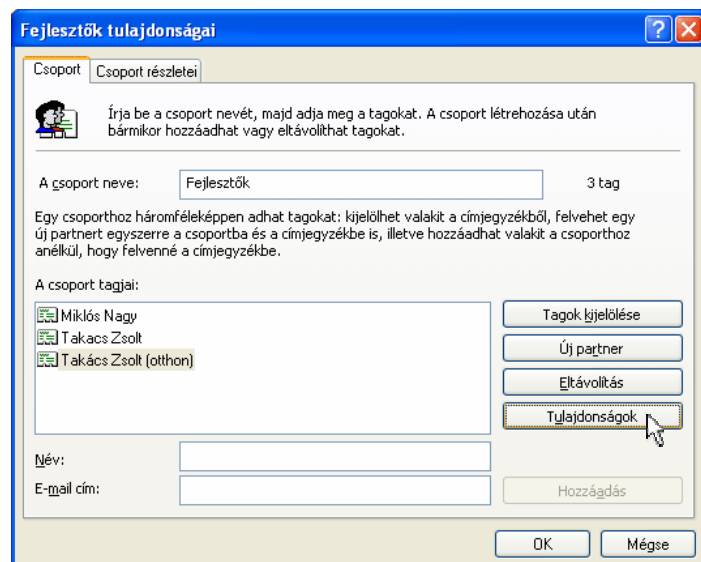 Fejlesztők tulajdonságai
Csoport
Csoport részletei
Írja be a csoport nevét, majd adja meg a tagokat. A csoport létrehozása után
bármikor hozzáadhat vagy eltávolíthat tagokat.
A csoport neve:
Fejlesztők
3 tag
Egy csoporthoz háromféleképpen adhat tagokat: kijelölhet valakit a címjegyzékből, felvehet egy
új partnert egyszerre a csoportba és a címjegyzékbe is, illetve hozzáadhat valakit a csoporthoz
anélkül, hogy felvenné a címjegyzékbe.
A csoport tagjai:
Miklós Nagy
Takacs Zsolt
Takács Zsolt (otthon)
Tagok kijelölése
Új partner
Eltávolítás
Tulajdonságok
Név:
E-mail cím:
Hozzáadás
OK
Mégse